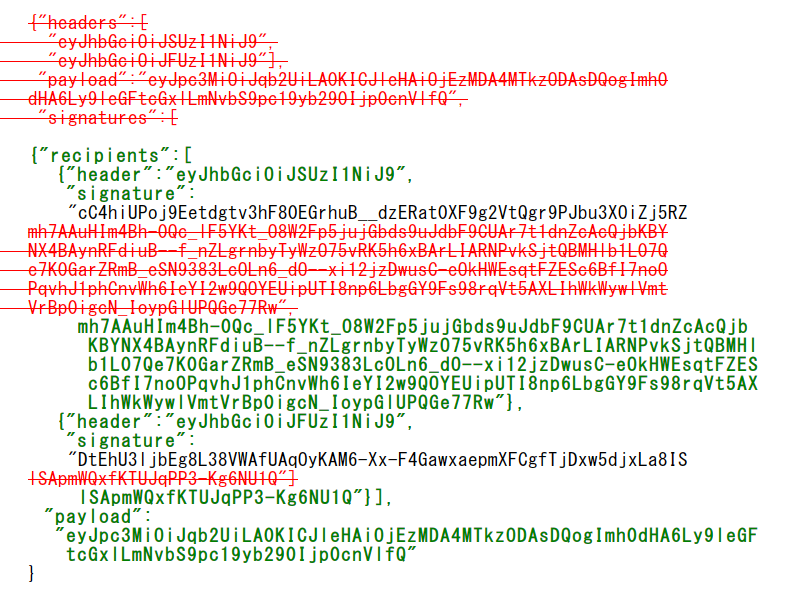 {"headers":[
"eyJhbGciOiJSUzI1NiJ9",
"eyJhbGciOiJFUzI1NiJ9"],
"payload":"eyJpc3MiOiJqb2UiLA0KICJleHAiOjEzMDA4MTkzODAsDQogImh0
dHA6Ly9leGFtcGxlLmNvbS9pc19yb290Ijp0cnVlfQ",
"signatures":[
{"recipients":[
{"header":"eyJhbGciOiJSUzI1NiJ9",
"signature":
"cC4hiUPoj9Eetdgtv3hF80EGrhuB__dzERat0XF9g2VtQgr9PJbu3XOiZj5RZ
mh7AAuHIm4Bh-0Qc_lF5YKt_O8W2Fp5jujGbds9uJdbF9CUAr7t1dnZcAcQjbKBY
NX4BAynRFdiuB--f_nZLgrnbyTyWzO75vRK5h6xBArLIARNPvkSjtQBMHlb1L07Q
e7K0GarZRmB_eSN9383LcOLn6_dO--xi12jzDwusC-eOkHWEsqtFZESc6BfI7noO
PqvhJ1phCnvWh6IeYI2w9QOYEUipUTI8np6LbgGY9Fs98rqVt5AXLIhWkWywlVmt
VrBp0igcN_IoypGlUPQGe77Rw",
mh7AAuHIm4Bh-0Qc_lF5YKt_O8W2Fp5jujGbds9uJdbF9CUAr7t1dnZcAcQjb
KBYNX4BAynRFdiuB--f_nZLgrnbyTyWzO75vRK5h6xBArLIARNPvkSjtQBMHl
b1L07Qe7K0GarZRmB_eSN9383LcOLn6_dO--xi12jzDwusC-eOkHWEsqtFZES
c6BfI7noOPqvhJ1phCnvWh6IeYI2w9QOYEUipUTI8np6LbgGY9Fs98rqVt5AX
LIhWkWywlVmtVrBp0igcN_IoypGlUPQGe77Rw"},
{"header":"eyJhbGciOiJFUzI1NiJ9",
"signature":
"DtEhU3ljbEg8L38VWAfUAqOyKAM6-Xx-F4GawxaepmXFCgfTjDxw5djxLa8IS
lSApmWQxfKTUJqPP3-Kg6NU1Q"]
lSApmWQxfKTUJqPP3-Kg6NU1Q"}],
"payload":
"eyJpc3MiOiJqb2UiLA0KICJleHAiOjEzMDA4MTkzODAsDQogImh0dHA6Ly9leGF
tcGxlLmNvbS9pc19yb290Ijp0cnVlfQ"
}